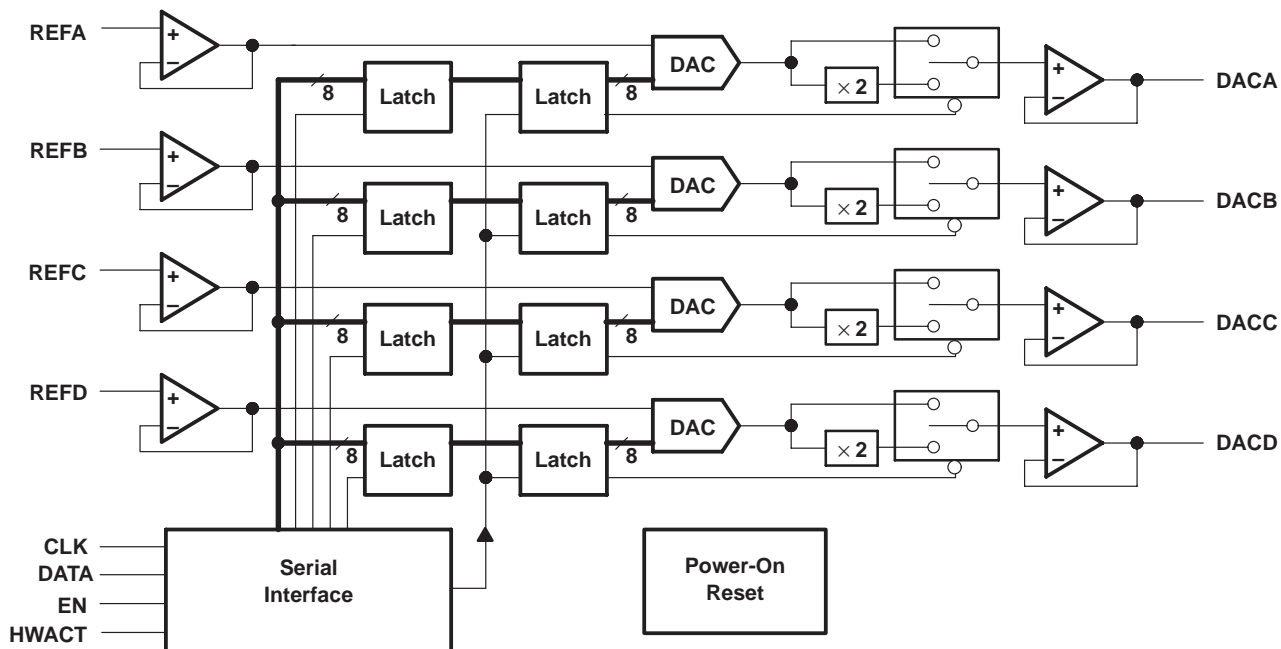 REFA
+
−
8
Latch
Latch
8
DAC
× 2
+
−
DACA
REFB
+
−
8
Latch
Latch
8
DAC
× 2
+
−
DACB
REFC
+
−
8
Latch
Latch
8
DAC
× 2
+
−
DACC
REFD
+
−
8
Latch
Latch
8
DAC
× 2
+
−
DACD
CLK
DATA
EN
HWACT
Serial
Interface
Power-On
Reset